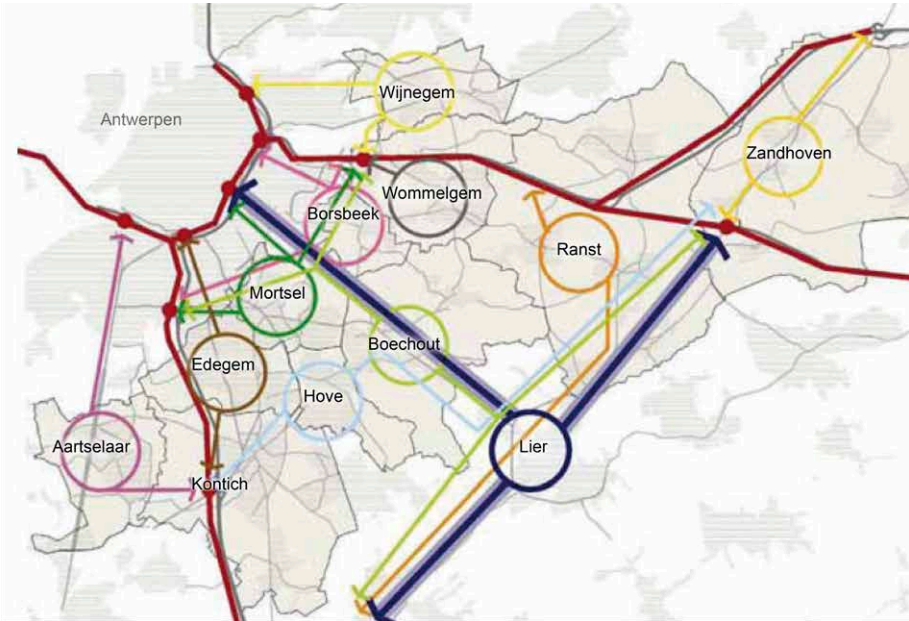 Wijnegem
Antwerpen
Zandhoven
Wommelgem
Borsbeek
Ranst
Mortsel
Boechout
Edegem
Hove
Aartselaar
Lier
Kontich